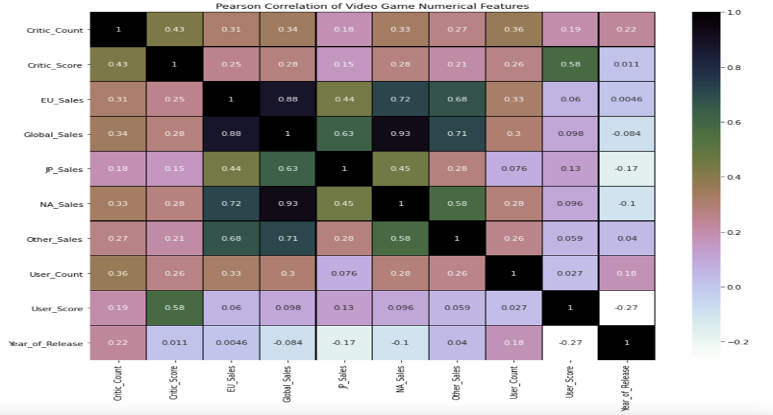 Pearson Correlation of Video Game Numerical Features
Critic_Count 1 0.43 0.31 0.34 0.18 0.33 0.27 0.36 0.19 0.22
Critic_Score 0.43 1 0.25 0.28 0.15 0.28 0.21 0.26 0.58 0.011
EU_Sales 0.31 0.25 1 0.88 0.44 0.72 0.68 0.33 0.06 0.0046
Global_Sales 0.34 0.28 0.88 1 0.63 0.93 0.71 0.3 0.098 -0.084
JP_Sales 0.18 0.15 0.44 0.63 1 0.45 0.28 0.076 0.13 -0.17
NA_Sales 0.33 0.28 0.72 0.93 0.45 1 0.58 0.28 0.096 -0.1
Other_Sales 0.27 0.21 0.68 0.71 0.28 0.58 1 0.26 0.059 0.04
User_Count 0.36 0.26 0.33 0.3 0.076 0.28 0.26 1 0.027 0.18
User_Score 0.19 0.58 0.06 0.098 0.13 0.096 0.059 0.027 1 -0.27
Year_of_Release 0.22 0.011 0.0046 -0.084 -0.17 -0.1 0.04 0.18 -0.27 1
Critic_Count Critic_Score EU_Sales Global_Sales JP_Sales NA_Sales Other_Sales User_Count User_Score Year_of_Release
1.0
0.8
0.6
0.4
0.2
0.0
−0.2